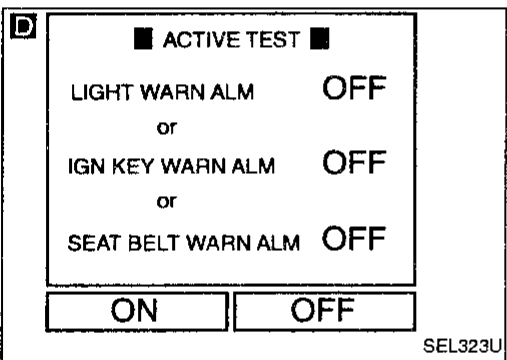 D
ACTIVE TEST
LIGHT WARN ALM OFF
or
IGN KEY WARN ALM OFF
or
SEAT BELT WARN ALM OFF
ON OFF
SEL323U